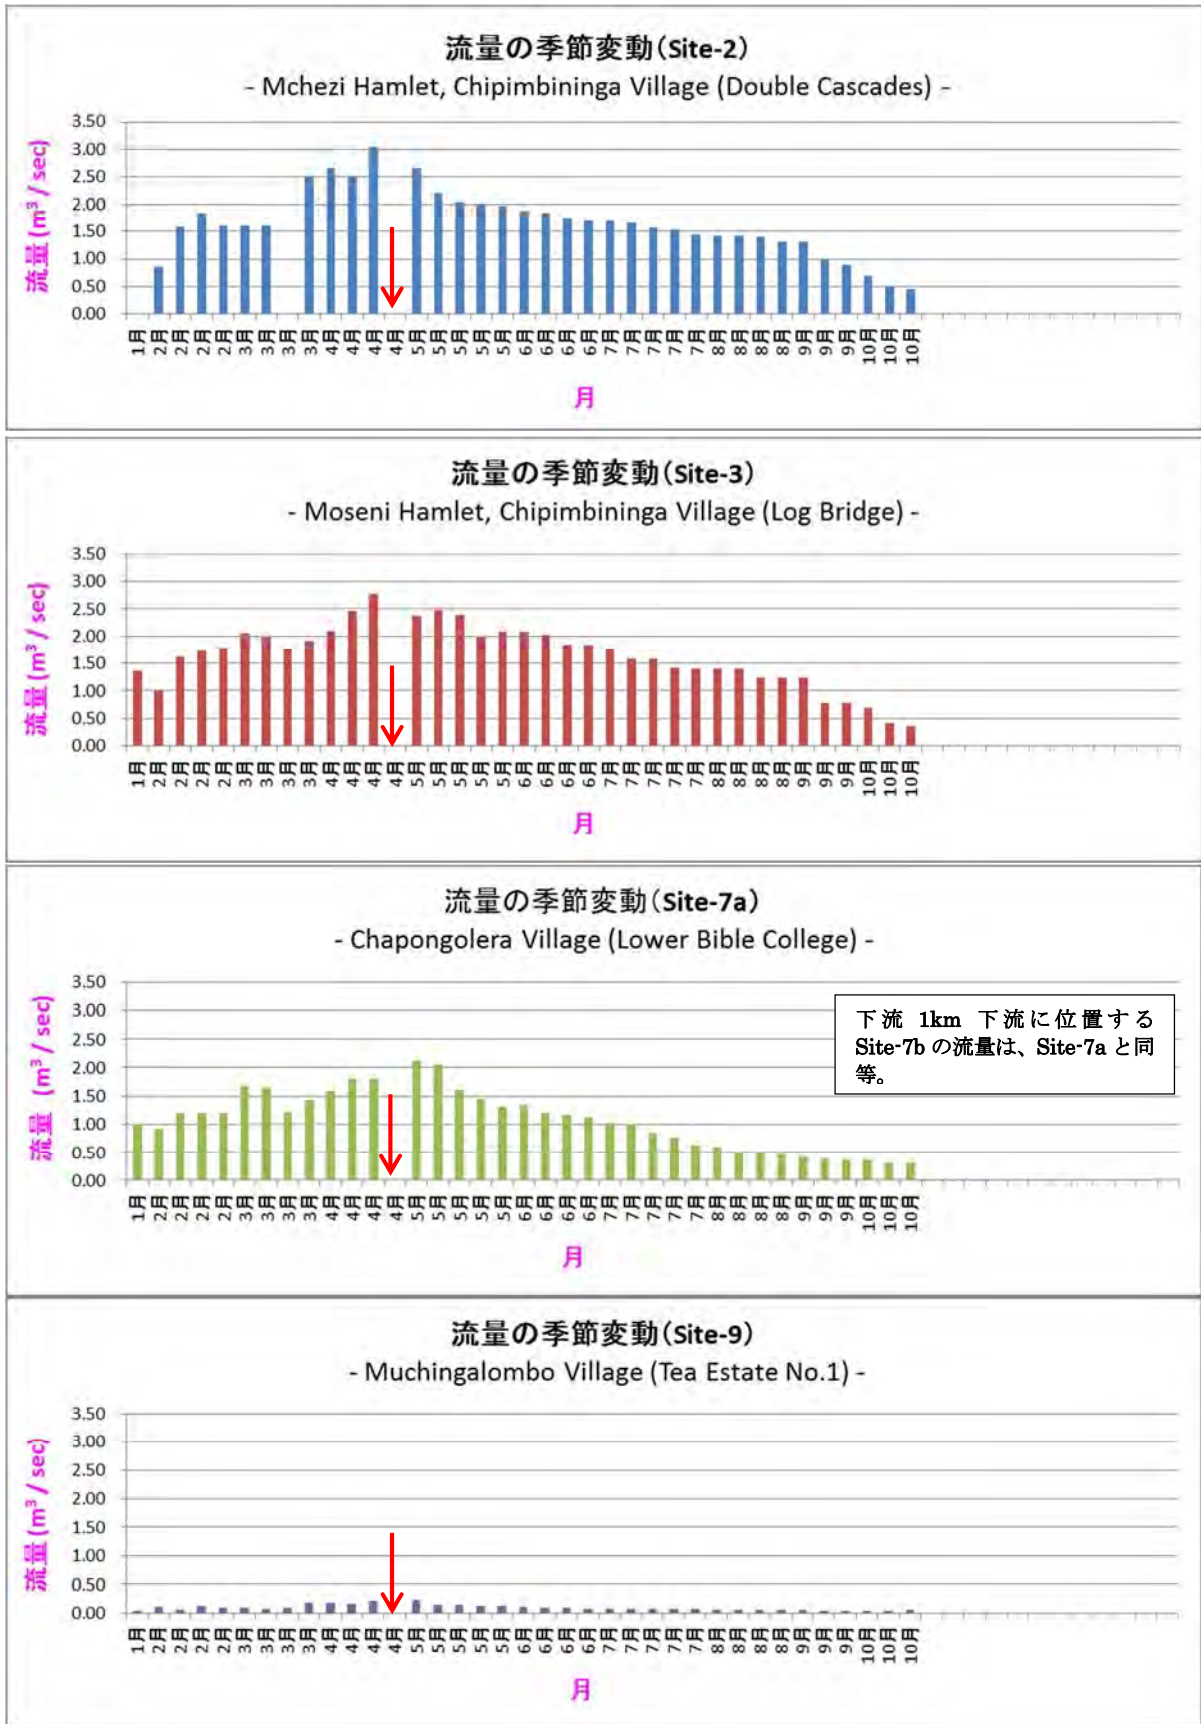 流量の季節変動(Site-2)
- Mchezi Hamlet, Chipimbininga Village (Double Cascades) -
流量 (m³ / sec)
3.50
3.00
2.50
2.00
1.50
1.00
0.50
0.00
1月 2月 2月 2月 2月 3月 3月 3月 3月 4月 4月 4月 4月 5月 5月 5月 5月 5月 6月 6月 6月 6月 7月 7月 7月 7月 7月 8月 8月 8月 8月 9月 9月 9月 10月 10月 10月
月
流量の季節変動(Site-3)
- Moseni Hamlet, Chipimbininga Village (Log Bridge) -
流量 (m³ / sec)
3.50
3.00
2.50
2.00
1.50
1.00
0.50
0.00
1月 2月 2月 2月 2月 3月 3月 3月 3月 4月 4月 4月 4月 5月 5月 5月 5月 5月 6月 6月 6月 6月 7月 7月 7月 7月 7月 8月 8月 8月 8月 9月 9月 9月 10月 10月 10月
月
流量の季節変動(Site-7a)
- Chapongolera Village (Lower Bible College) -
流量 (m³ / sec)
3.50
3.00
2.50
2.00
1.50
1.00
0.50
0.00
下流 1km 下流に位置する
Site-7b の流量は、Site-7a と同
等。
1月 2月 2月 2月 2月 3月 3月 3月 3月 4月 4月 4月 4月 5月 5月 5月 5月 5月 6月 6月 6月 6月 7月 7月 7月 7月 7月 8月 8月 8月 8月 9月 9月 9月 10月 10月 10月
月
流量の季節変動(Site-9)
- Muchingalombo Village (Tea Estate No.1) -
流量 (m³ / sec)
3.50
3.00
2.50
2.00
1.50
1.00
0.50
0.00
1月 2月 2月 2月 2月 3月 3月 3月 3月 4月 4月 4月 4月 5月 5月 5月 5月 5月 6月 6月 6月 6月 7月 7月 7月 7月 7月 8月 8月 8月 8月 9月 9月 9月 10月 10月 10月
月